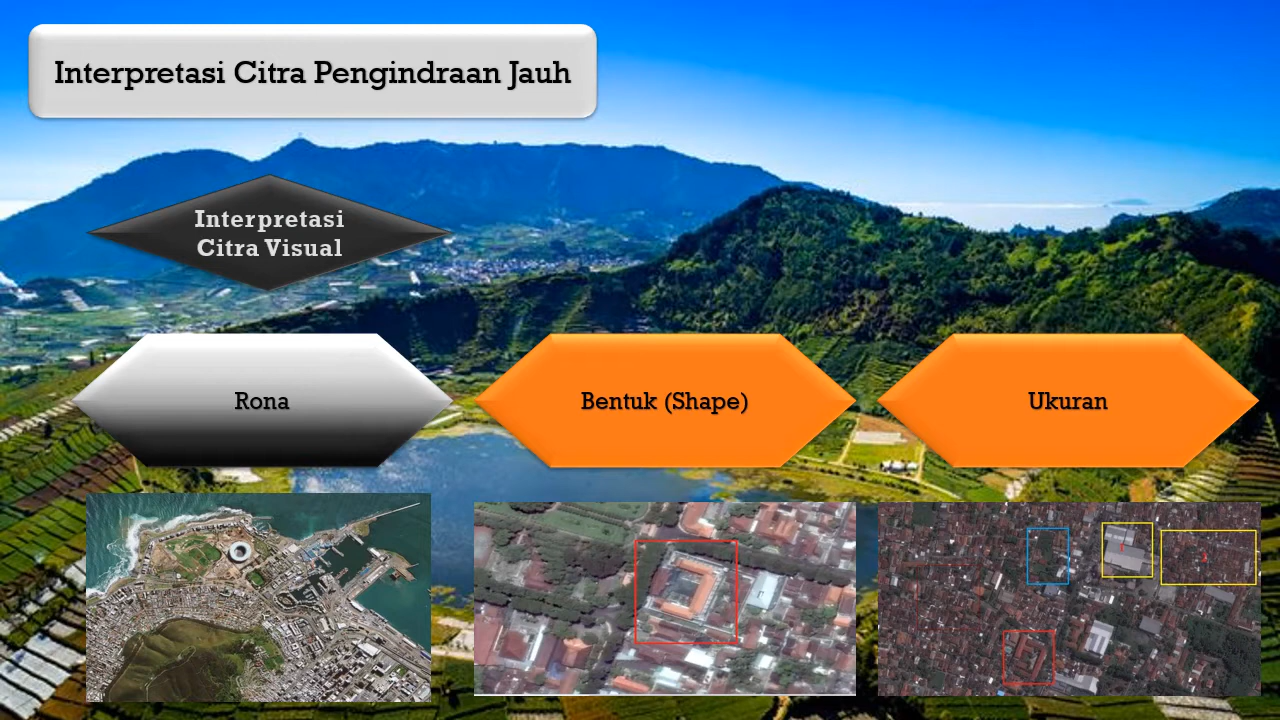 Interpretasi Citra Pengindraan Jauh
Interpretasi
Citra Visual
Rona
Bentuk (Shape)
Ukuran